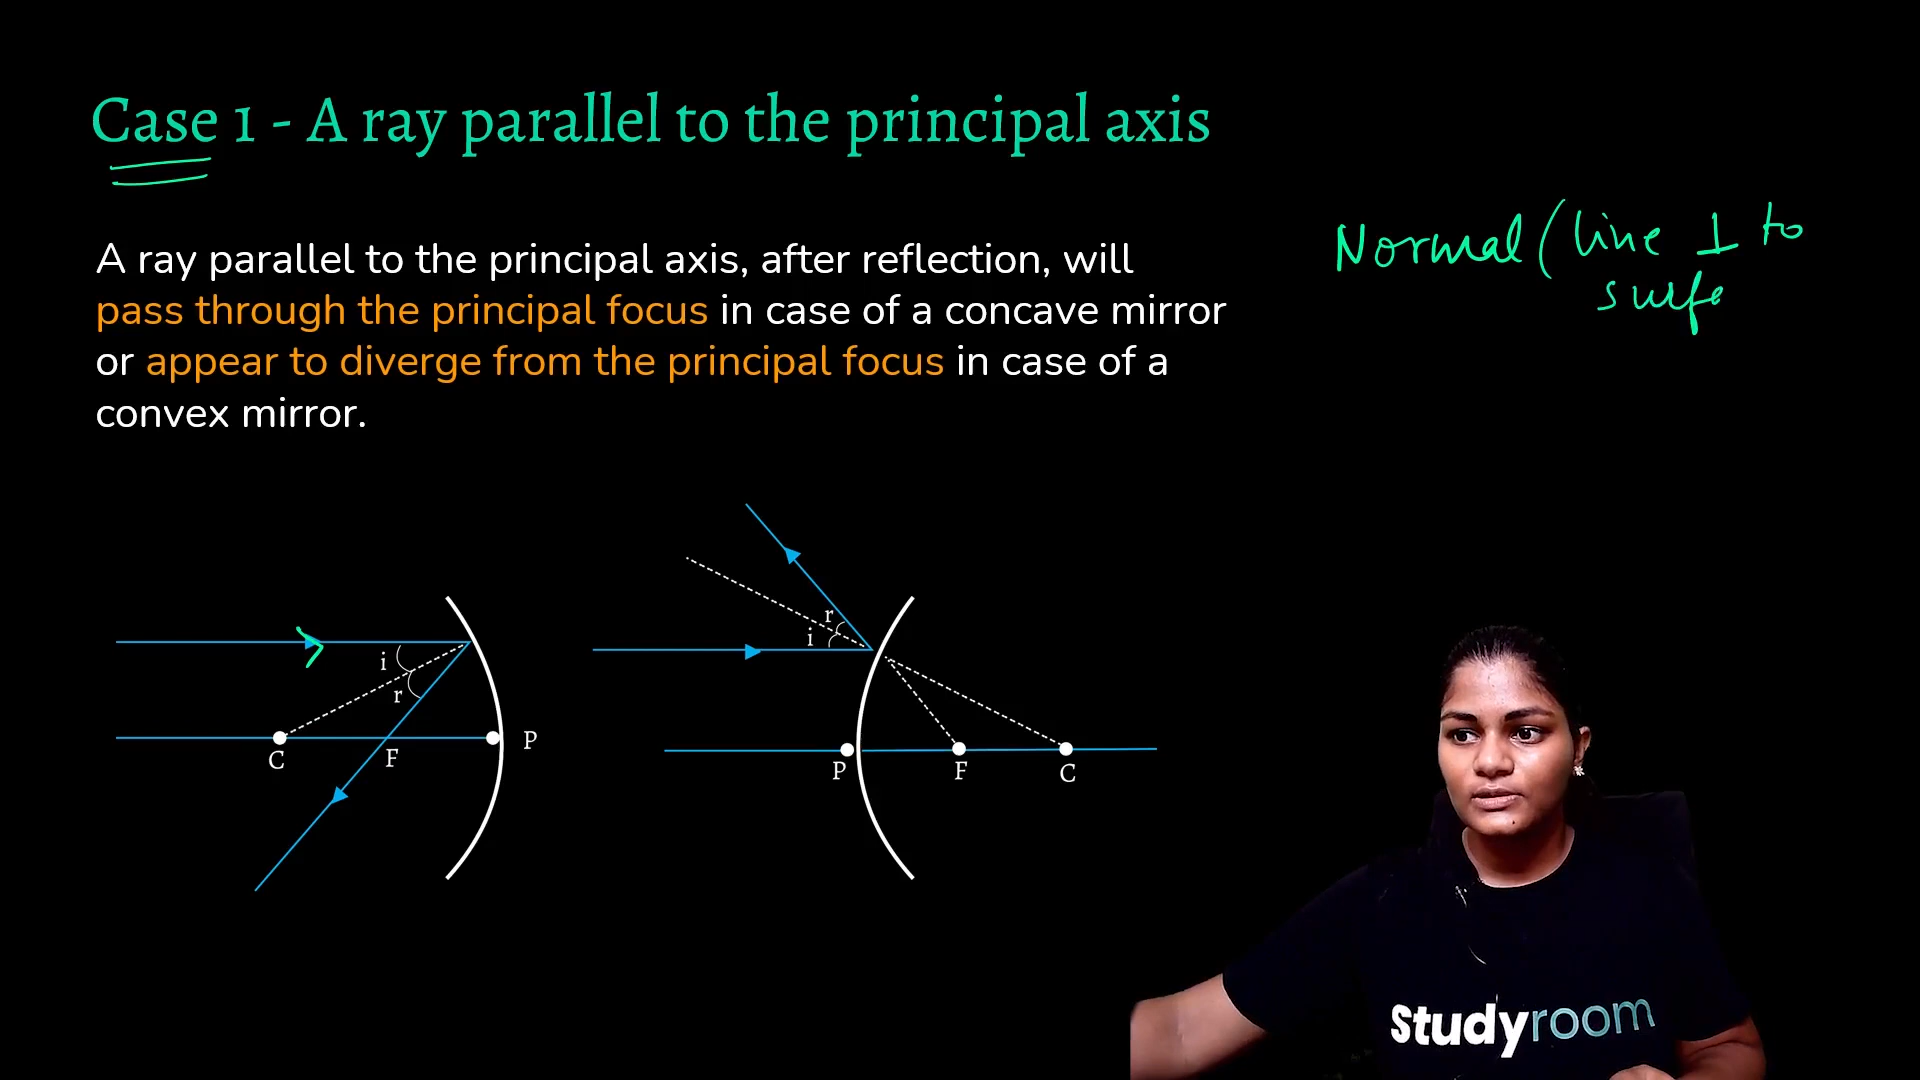 Case 1 - A ray parallel to the principal axis
A ray parallel to the principal axis, after reflection, will
pass through the principal focus in case of a concave mirror
or appear to diverge from the principal focus in case of a
convex mirror.
Normal (line ⊥ to
surfe
i
r
C
F
P
r
i
P
F
C
Studyroom